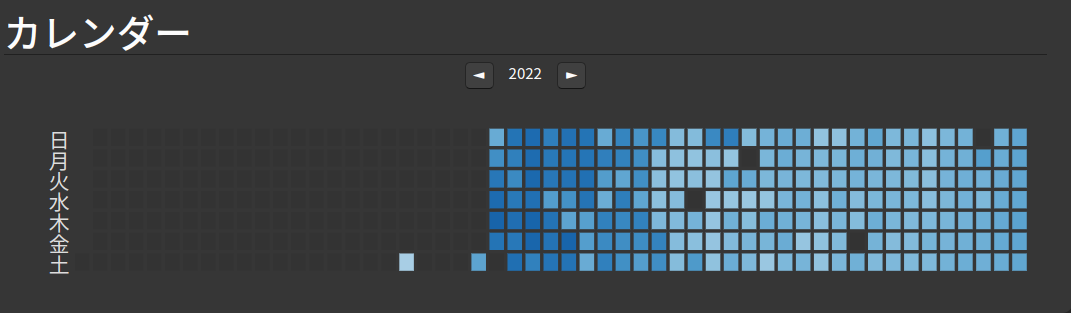 カレンダー
◄ 2022 ►
日
月
火
水
木
金
土